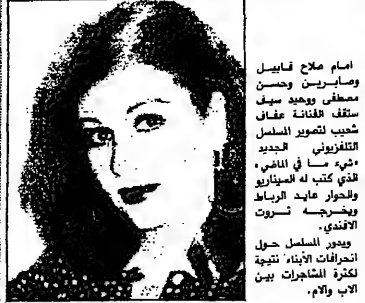 امام صلاح قابيل
وصابرين وحسن
مصطفى ووحيد سيف
ستقف الفنانة عفاف
شعيب لتصوير المسلسل
التلفزيوني الجديد
«شيء ما في الماضي»
الذي كتب له السيناريو
والحوار عايد الرباط
ويخرجه ثروت
الافندي.
ويدور المسلسل حول
انحرافات الأبناء نتيجة
لكثرة المشاجرات بين
الاب والام.